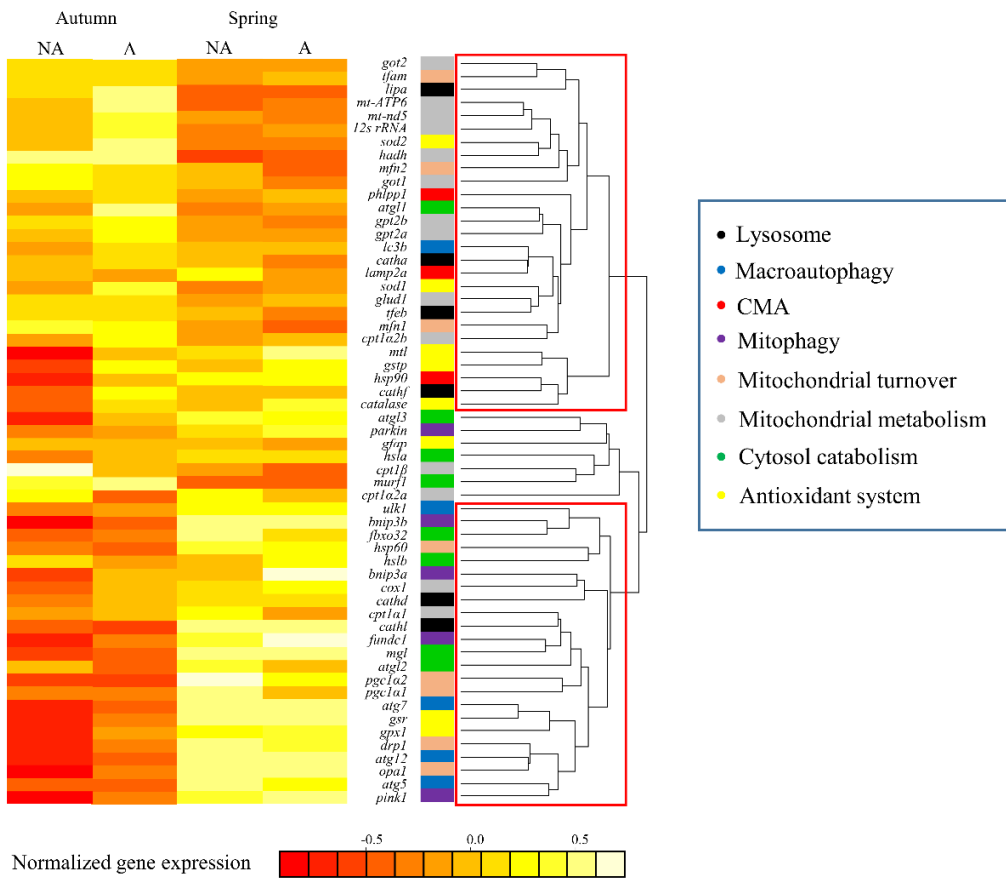 Autumn Spring
NA A NA A
got2
tfam
lipa
mt-ATP6
mt-nd5
12s rRNA
sod2
hadh
mfn2
got1
phlpp1
atgl1
gpt2b
gpt2a
lc3b
catha
lamp2a
sod1
glud1
tfeb
mfn1
cpt1α2b
mtl
gstp
hsp90
cathf
catalase
atgl3
parkin
gfap
hsla
cpt1β
murf1
cpt1α2a
ulk1
bnip3b
fbxo32
hsp60
hslb
bnip3a
cox1
cathd
cpt1α1
cathl
fundc1
mgl
atgl2
pgc1α2
pgc1α1
atg7
gsr
gpx1
drp1
atg12
opa1
atg5
pink1
Lysosome
Macroautophagy
CMA
Mitophagy
Mitochondrial turnover
Mitochondrial metabolism
Cytosol catabolism
Antioxidant system
-0.5 0.0 0.5
Normalized gene expression